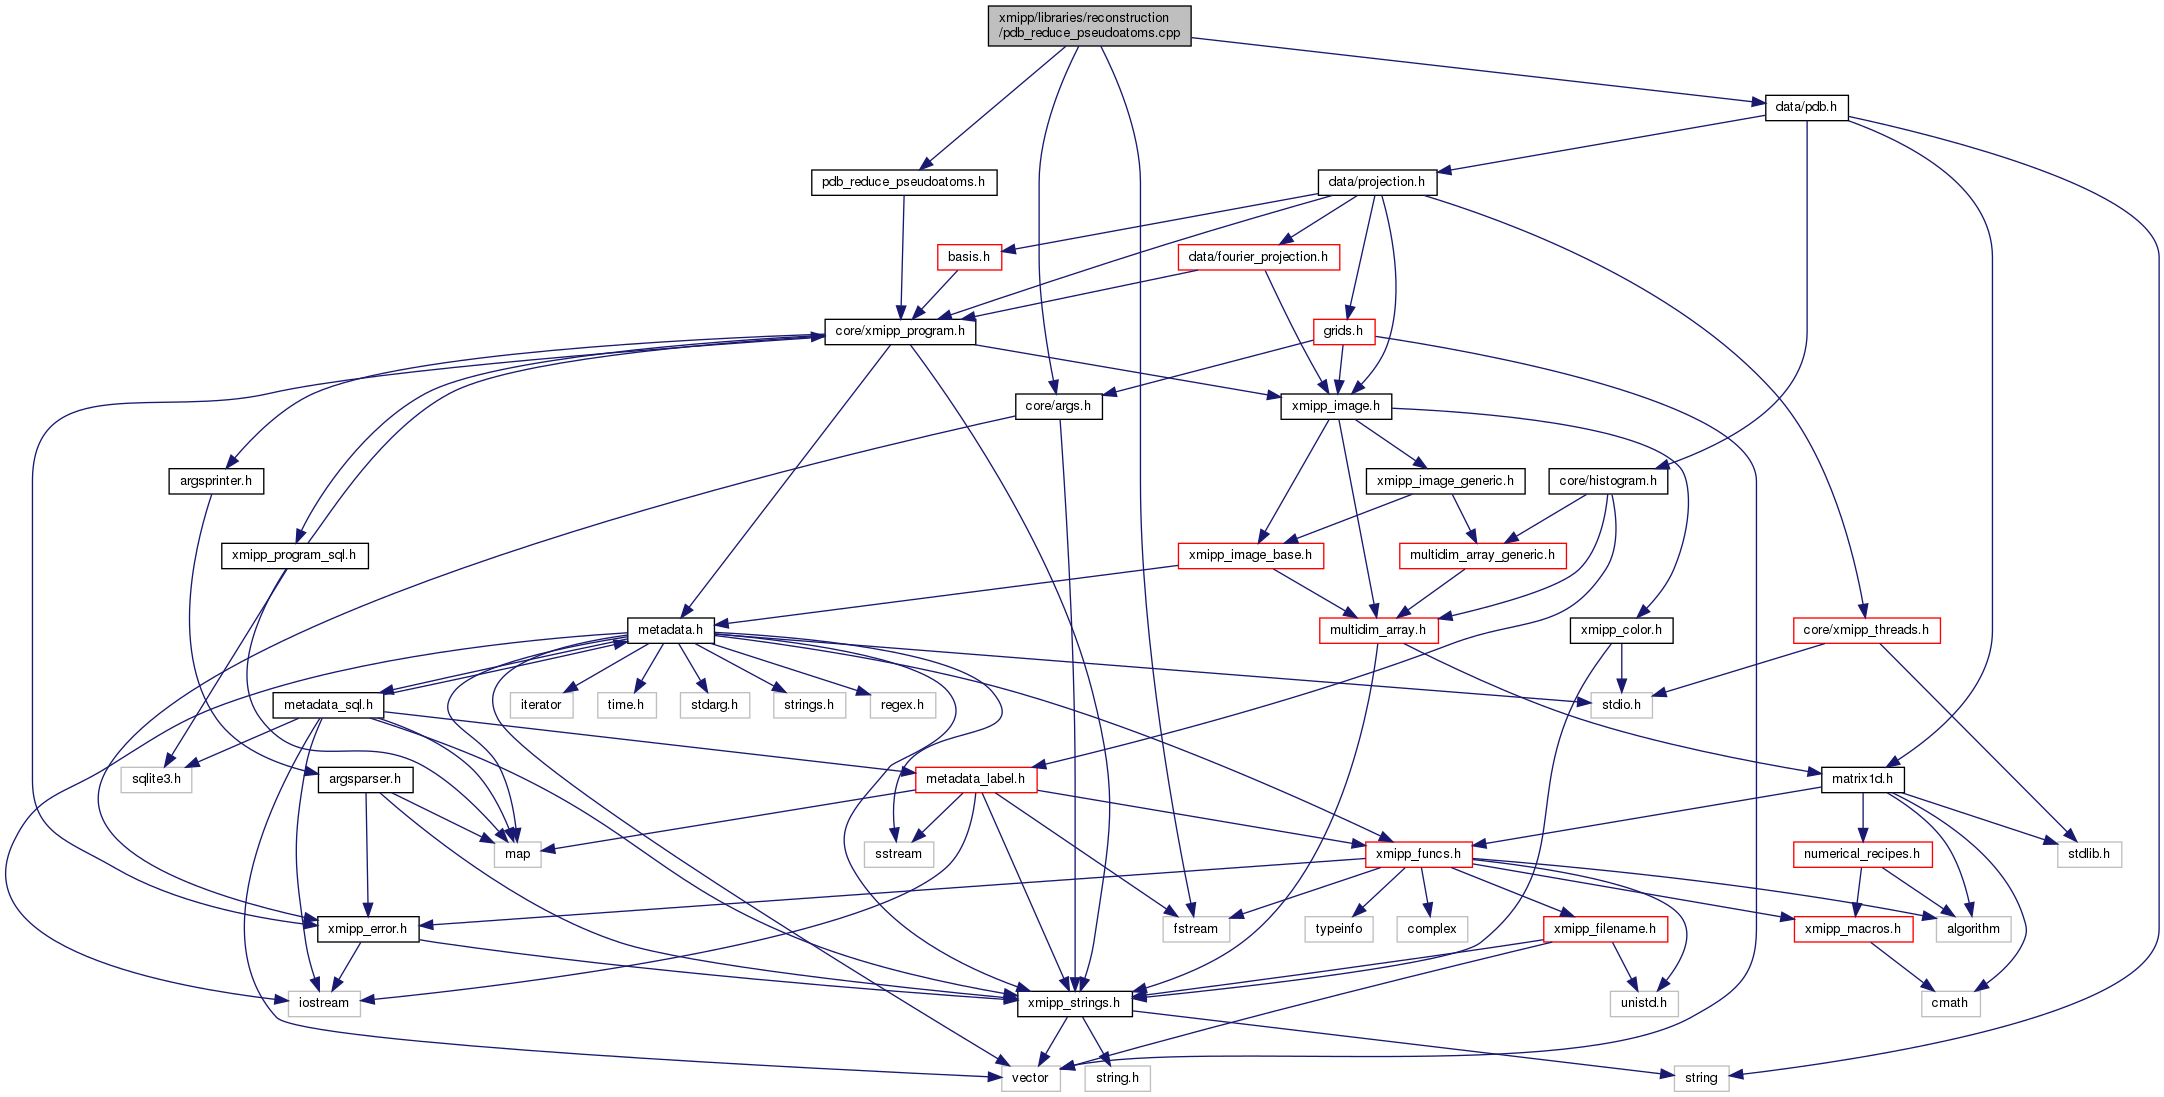 xmipp/libraries/reconstruction
/pdb_reduce_pseudoatoms.cpp
data/pdb.h
pdb_reduce_pseudoatoms.h
data/projection.h
basis.h
data/fourier_projection.h
core/xmipp_program.h
grids.h
core/args.h
xmipp_image.h
argsprinter.h
xmipp_image_generic.h
core/histogram.h
xmipp_program_sql.h
xmipp_image_base.h
multidim_array_generic.h
metadata.h
multidim_array.h
xmipp_color.h
core/xmipp_threads.h
metadata_sql.h
iterator
time.h
stdarg.h
strings.h
regex.h
stdio.h
sqlite3.h
argsparser.h
metadata_label.h
matrix1d.h
map
sstream
xmipp_funcs.h
numerical_recipes.h
stdlib.h
xmipp_error.h
fstream
typeinfo
complex
xmipp_filename.h
xmipp_macros.h
algorithm
iostream
xmipp_strings.h
unistd.h
cmath
vector
string.h
string